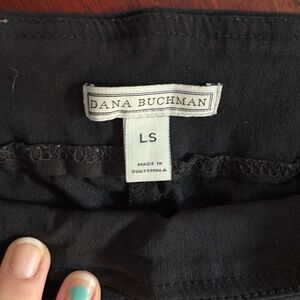 DANA BUCHMAN
LS
MADE IN
GUATEMALA